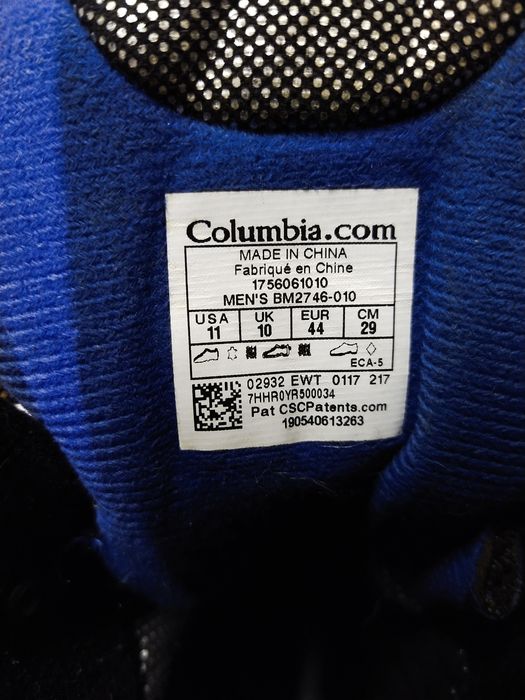 Columbia.com
MADE IN CHINA
Fabriqué en Chine
1756061010
MEN'S BM2746-010
USA UK EUR CM
11 10 44 29
ECA-5
02932 EWT 0117 217
7HHR0YR500034
Pat CSCPatents.com
190540613263